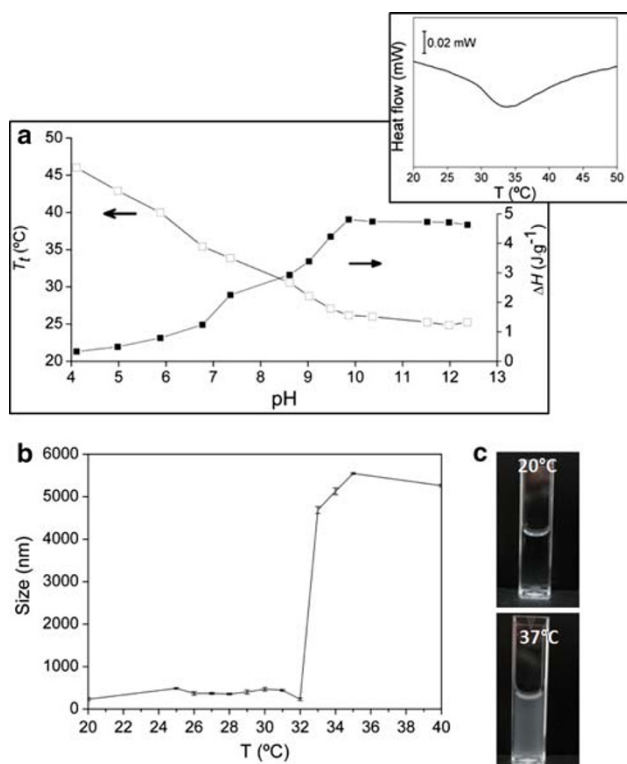 0.02 mW
Heat flow (mW)
20 25 30 35 40 45 50
T (ºC)
a
50
45
40
35
30
25
20
T_t (ºC)
5
4
3
2
1
0
ΔH (J·g⁻¹)
4 5 6 7 8 9 10 11 12 13
pH
b
6000
5000
4000
3000
2000
1000
0
Size (nm)
20 22 24 26 28 30 32 34 36 38 40
T (ºC)
c
20°C
37°C